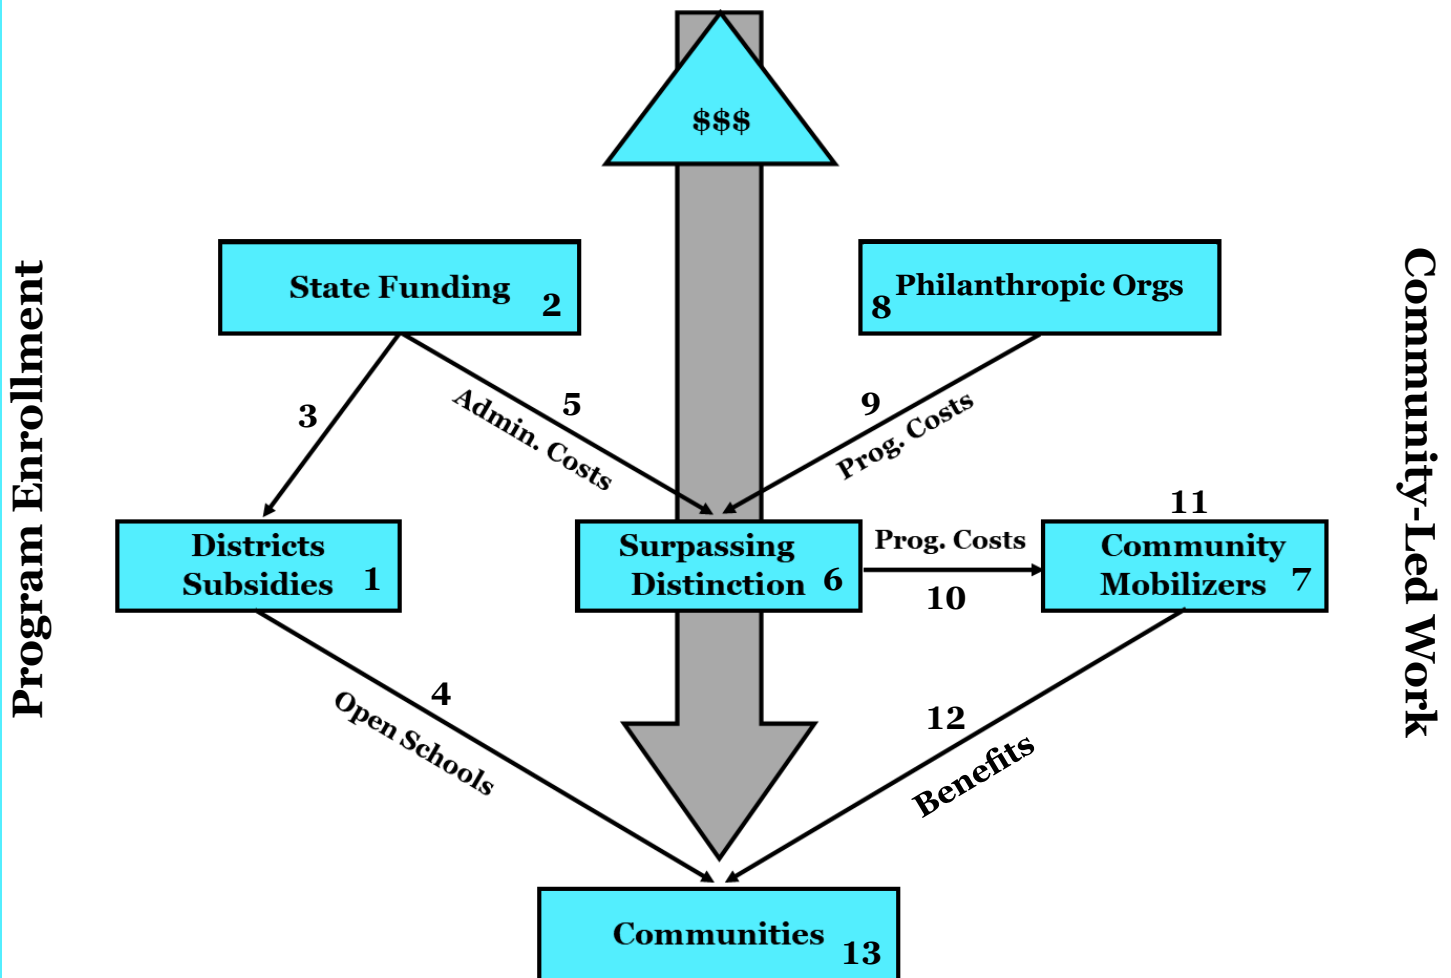 $$$
Program Enrollment
Community-Led Work
State Funding
2
Philanthropic Orgs
8
3
5
Admin. Costs
9
Prog. Costs
Districts
Subsidies
1
Surpassing
Distinction
6
Prog. Costs
10
11
Community
Mobilizers
7
4
Open Schools
12
Benefits
Communities
13